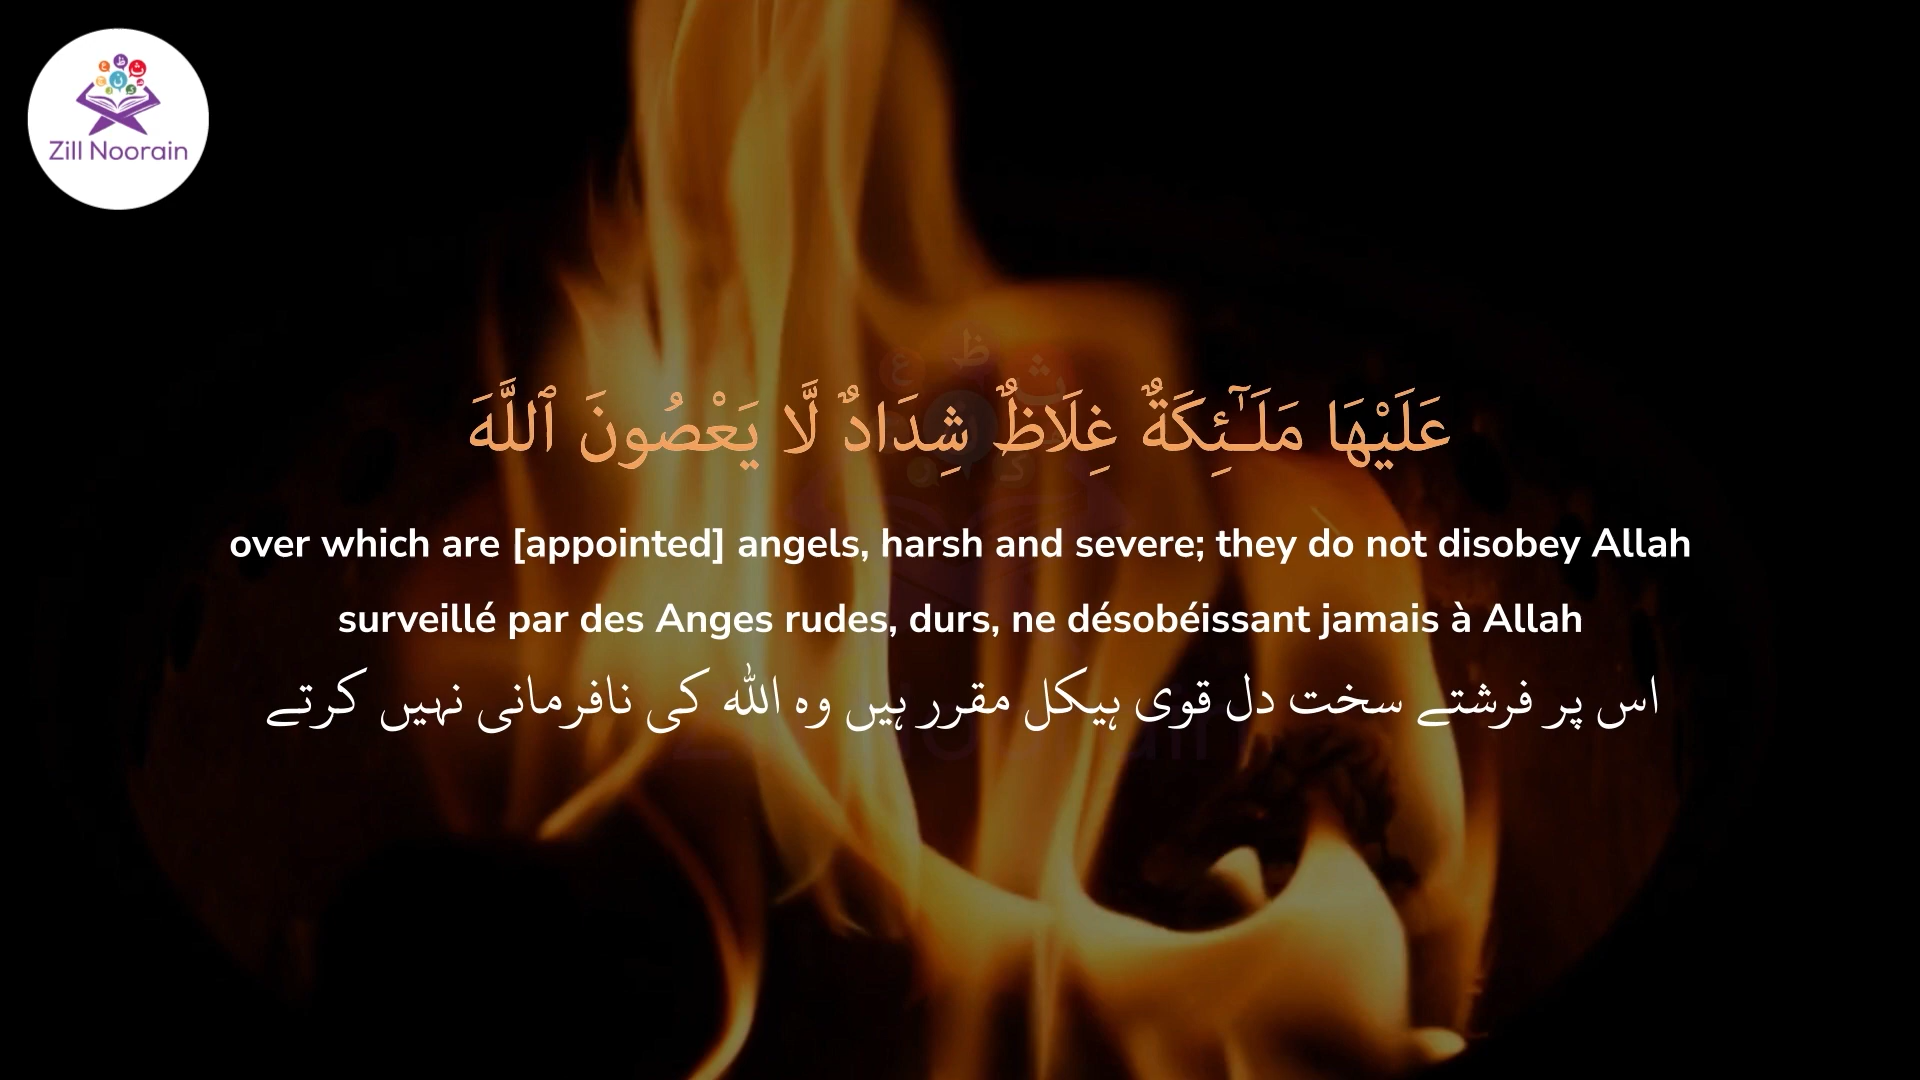 Zill Noorain
عَلَيْهَا مَلَـٰٓئِكَةٌ غِلَاظٌ شِدَادٌ لَّا يَعْصُونَ ٱللَّهَ
over which are [appointed] angels, harsh and severe; they do not disobey Allah
surveillé par des Anges rudes, durs, ne désobéissant jamais à Allah
اس پر فرشتے سخت دل قوی ہیکل مقرر ہیں وہ الله کی نافرمانی نہیں کرتے
Zill Noorain